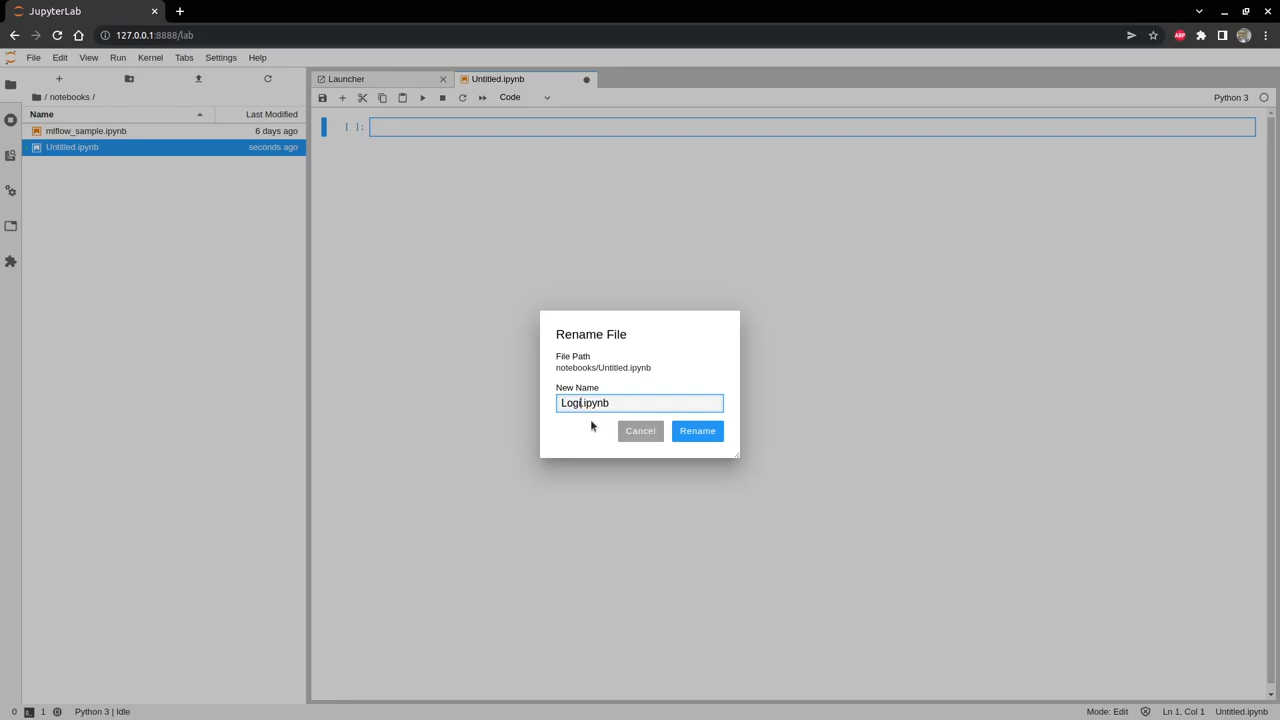 JupyterLab
127.0.0.1:8888/lab
ABP
File Edit View Run Kernel Tabs Settings Help
Launcher
Untitled.ipynb
/ notebooks /
Code
Python 3
Name
Last Modified
mlflow_sample.ipynb
6 days ago
Untitled.ipynb
seconds ago
[ ]:
Rename File
File Path
notebooks/Untitled.ipynb
New Name
Logi.ipynb
Cancel
Rename
0
1
Python 3 | Idle
Mode: Edit
Ln 1, Col 1
Untitled.ipynb